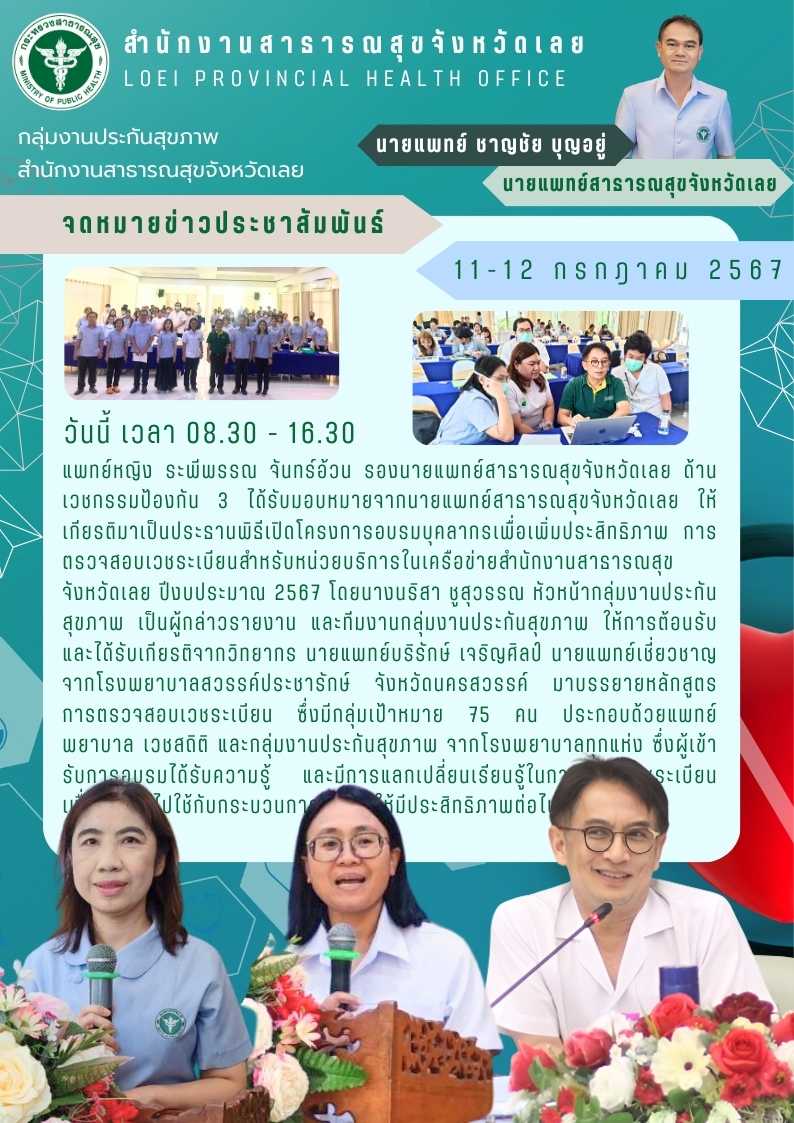 กระทรวงสาธารณสุข
MINISTRY OF PUBLIC HEALTH
สำนักงานสาธารณสุขจังหวัดเลย
LOEI PROVINCIAL HEALTH OFFICE
กลุ่มงานประกันสุขภาพ
สำนักงานสาธารณสุขจังหวัดเลย
นายแพทย์ ชาญชัย บุญอยู่
นายแพทย์สาธารณสุขจังหวัดเลย
จดหมายข่าวประชาสัมพันธ์
11-12 กรกฎาคม 2567
วันนี้ เวลา 08.30 - 16.30
แพทย์หญิง ระพีพรรณ จันทร์อ้วน รองนายแพทย์สาธารณสุขจังหวัดเลย ด้าน
เวชกรรมป้องกัน 3 ได้รับมอบหมายจากนายแพทย์สาธารณสุขจังหวัดเลย ให้
เกียรติมาเป็นประธานพิธีเปิดโครงการอบรมบุคลากรเพื่อเพิ่มประสิทธิภาพ การ
ตรวจสอบเวชระเบียนสำหรับหน่วยบริการในเครือข่ายสำนักงานสาธารณสุข
จังหวัดเลย ปีงบประมาณ 2567 โดยนางนริสา ชูสุวรรณ หัวหน้ากลุ่มงานประกัน
สุขภาพ เป็นผู้กล่าวรายงาน และทีมงานกลุ่มงานประกันสุขภาพ ให้การต้อนรับ
และได้รับเกียรติจากวิทยากร นายแพทย์บริรักษ์ เจริญศิลป์ นายแพทย์เชี่ยวชาญ
จากโรงพยาบาลสวรรค์ประชารักษ์ จังหวัดนครสวรรค์ มาบรรยายหลักสูตร
การตรวจสอบเวชระเบียน ซึ่งมีกลุ่มเป้าหมาย 75 คน ประกอบด้วยแพทย์
พยาบาล เวชสถิติ และกลุ่มงานประกันสุขภาพ จากโรงพยาบาลทุกแห่ง ซึ่งผู้เข้า
รับการอบรมได้รับความรู้ และมีการแลกเปลี่ยนเรียนรู้ใน ระเบียน
ไปใช้กับกระบวนการ ให้มีประสิทธิภาพต่อไป